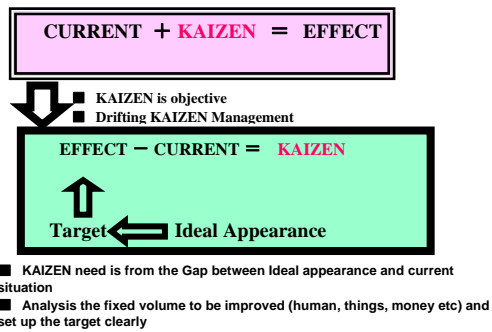 CURRENT + KAIZEN = EFFECT
■ KAIZEN is objective
■ Drifting KAIZEN Management
EFFECT − CURRENT = KAIZEN
Target Ideal Appearance
■ KAIZEN need is from the Gap between Ideal appearance and current
situation
■ Analysis the fixed volume to be improved (human, things, money etc) and
set up the target clearly